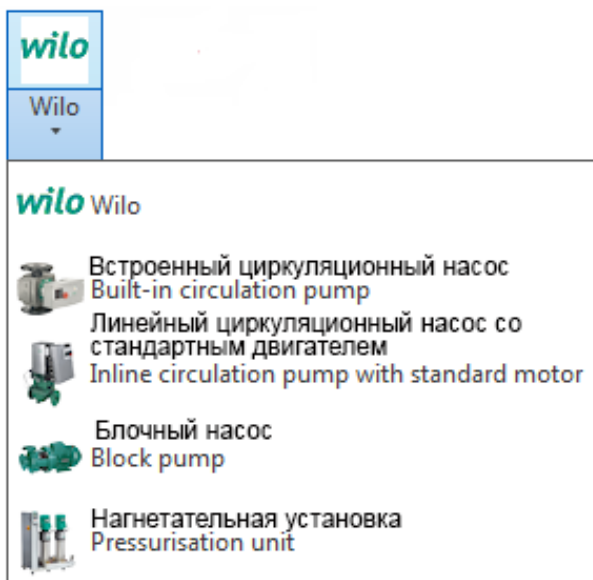 wilo
Wilo
wilo Wilo
Встроенный циркуляционный насос
Built-in circulation pump
Линейный циркуляционный насос со
стандартным двигателем
Inline circulation pump with standard motor
Блочный насос
Block pump
Нагнетательная установка
Pressurisation unit